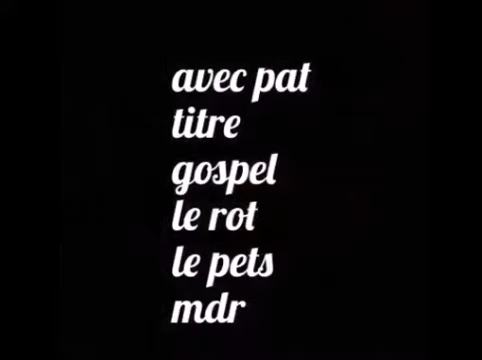 avec pat
titre
gospel
le rot
le pets
mdr